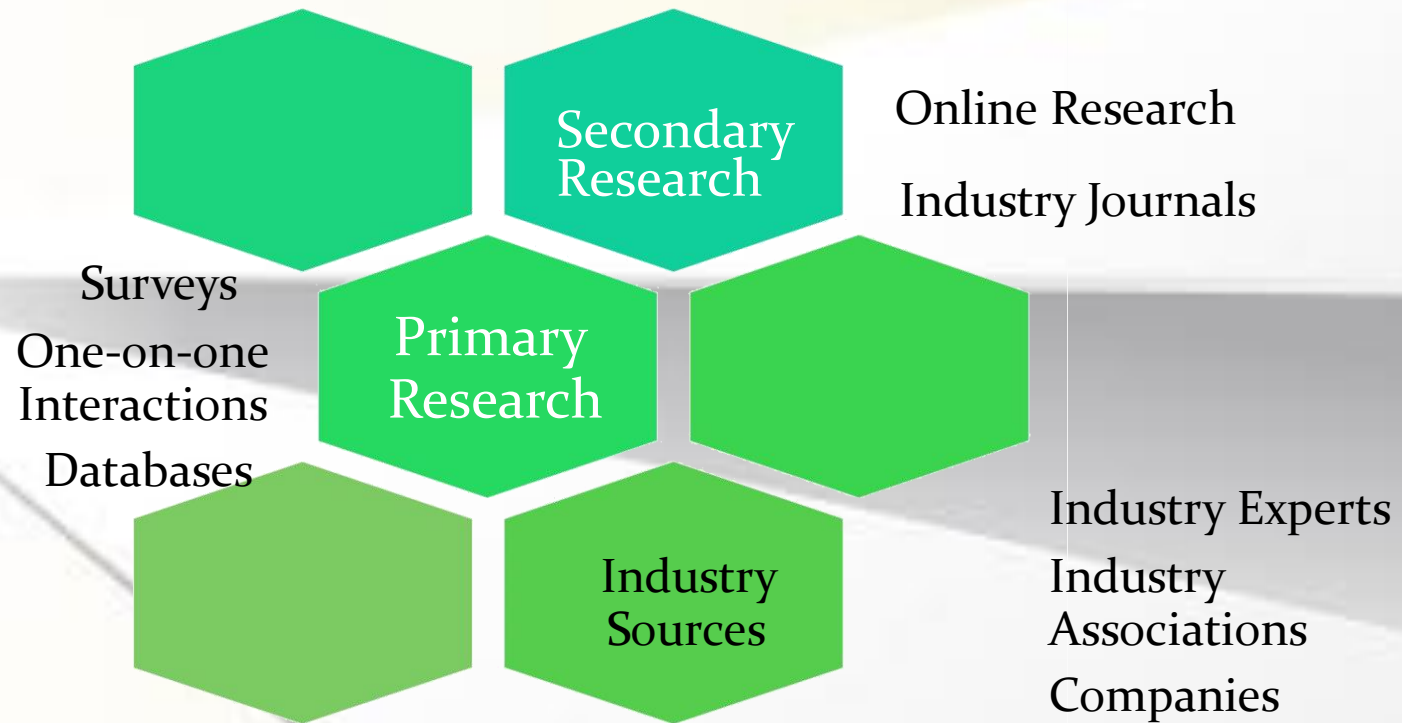 Secondary
Research
Online Research
Industry Journals
Surveys
One-on-one
Interactions
Databases
Primary
Research
Industry
Sources
Industry Experts
Industry
Associations
Companies